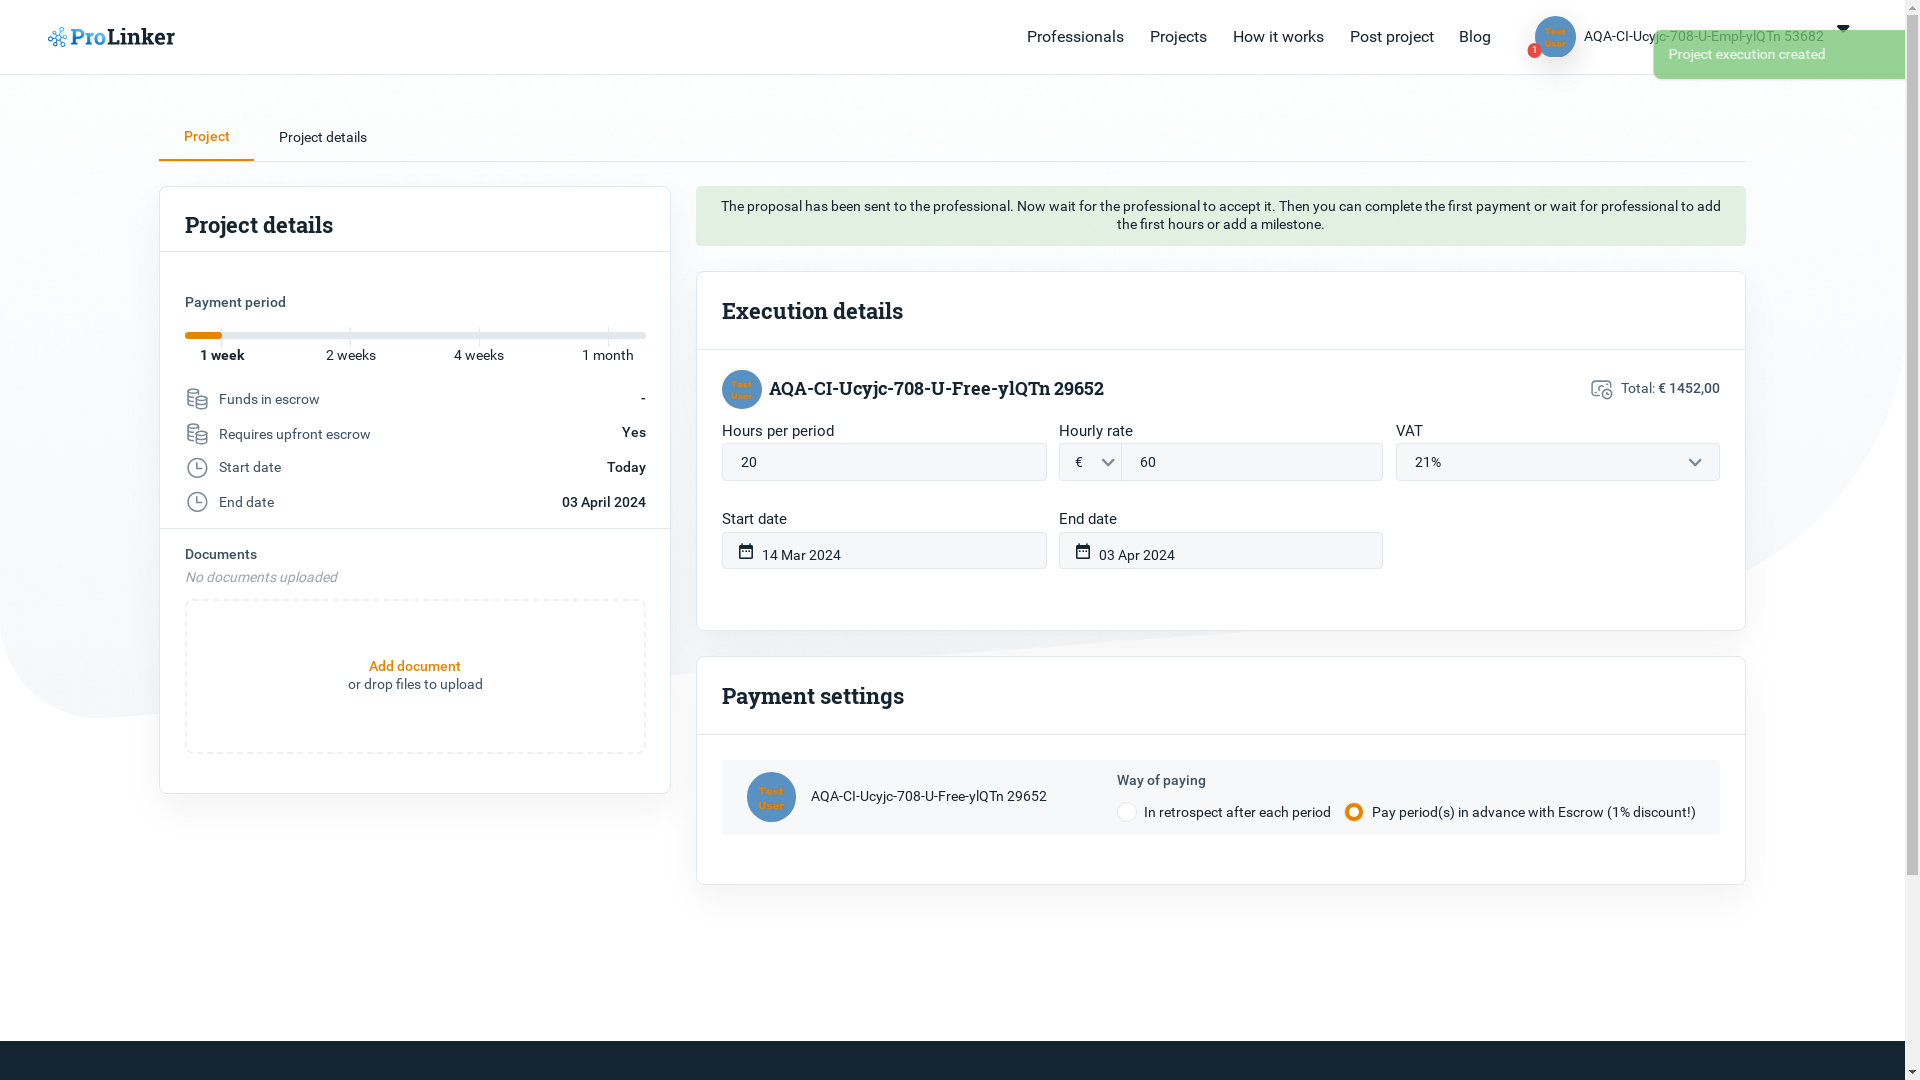 ProLinker
Professionals
Projects
How it works
Post project
Blog
Test
User
1
AQA-CI-Ucyjc-708-U-Empl-ylQTn 53682
Project execution created
Project
Project details
Project details
Payment period
1 week
2 weeks
4 weeks
1 month
Funds in escrow
-
Requires upfront escrow
Yes
Start date
Today
End date
03 April 2024
Documents
No documents uploaded
Add document
or drop files to upload
The proposal has been sent to the professional. Now wait for the professional to accept it. Then you can complete the first payment or wait for professional to add
the first hours or add a milestone.
Execution details
Test
User
AQA-CI-Ucyjc-708-U-Free-ylQTn 29652
Total: € 1452,00
Hours per period
Hourly rate
VAT
20
€
60
21%
Start date
End date
14 Mar 2024
03 Apr 2024
Payment settings
Test
User
AQA-CI-Ucyjc-708-U-Free-ylQTn 29652
Way of paying
In retrospect after each period
Pay period(s) in advance with Escrow (1% discount!)